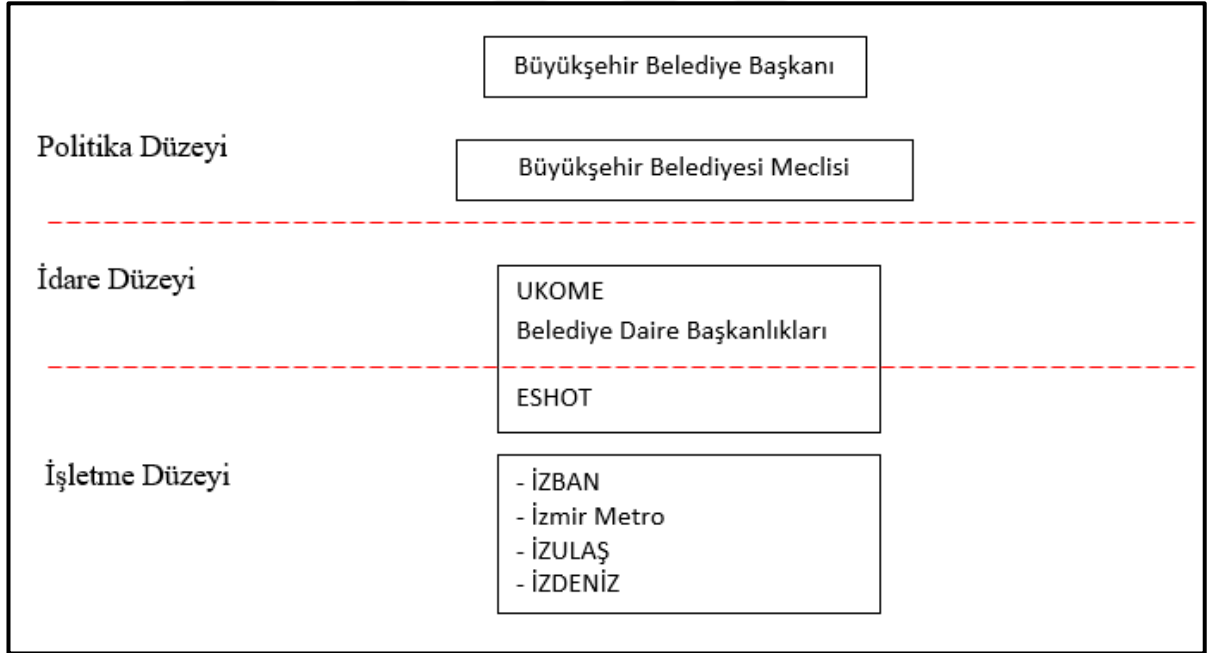 Büyükşehir Belediye Başkanı
Politika Düzeyi
Büyükşehir Belediyesi Meclisi
İdare Düzeyi
UKOME
Belediye Daire Başkanlıkları
ESHOT
İşletme Düzeyi
- İZBAN
- İzmir Metro
- İZULAŞ
- İZDENİZ